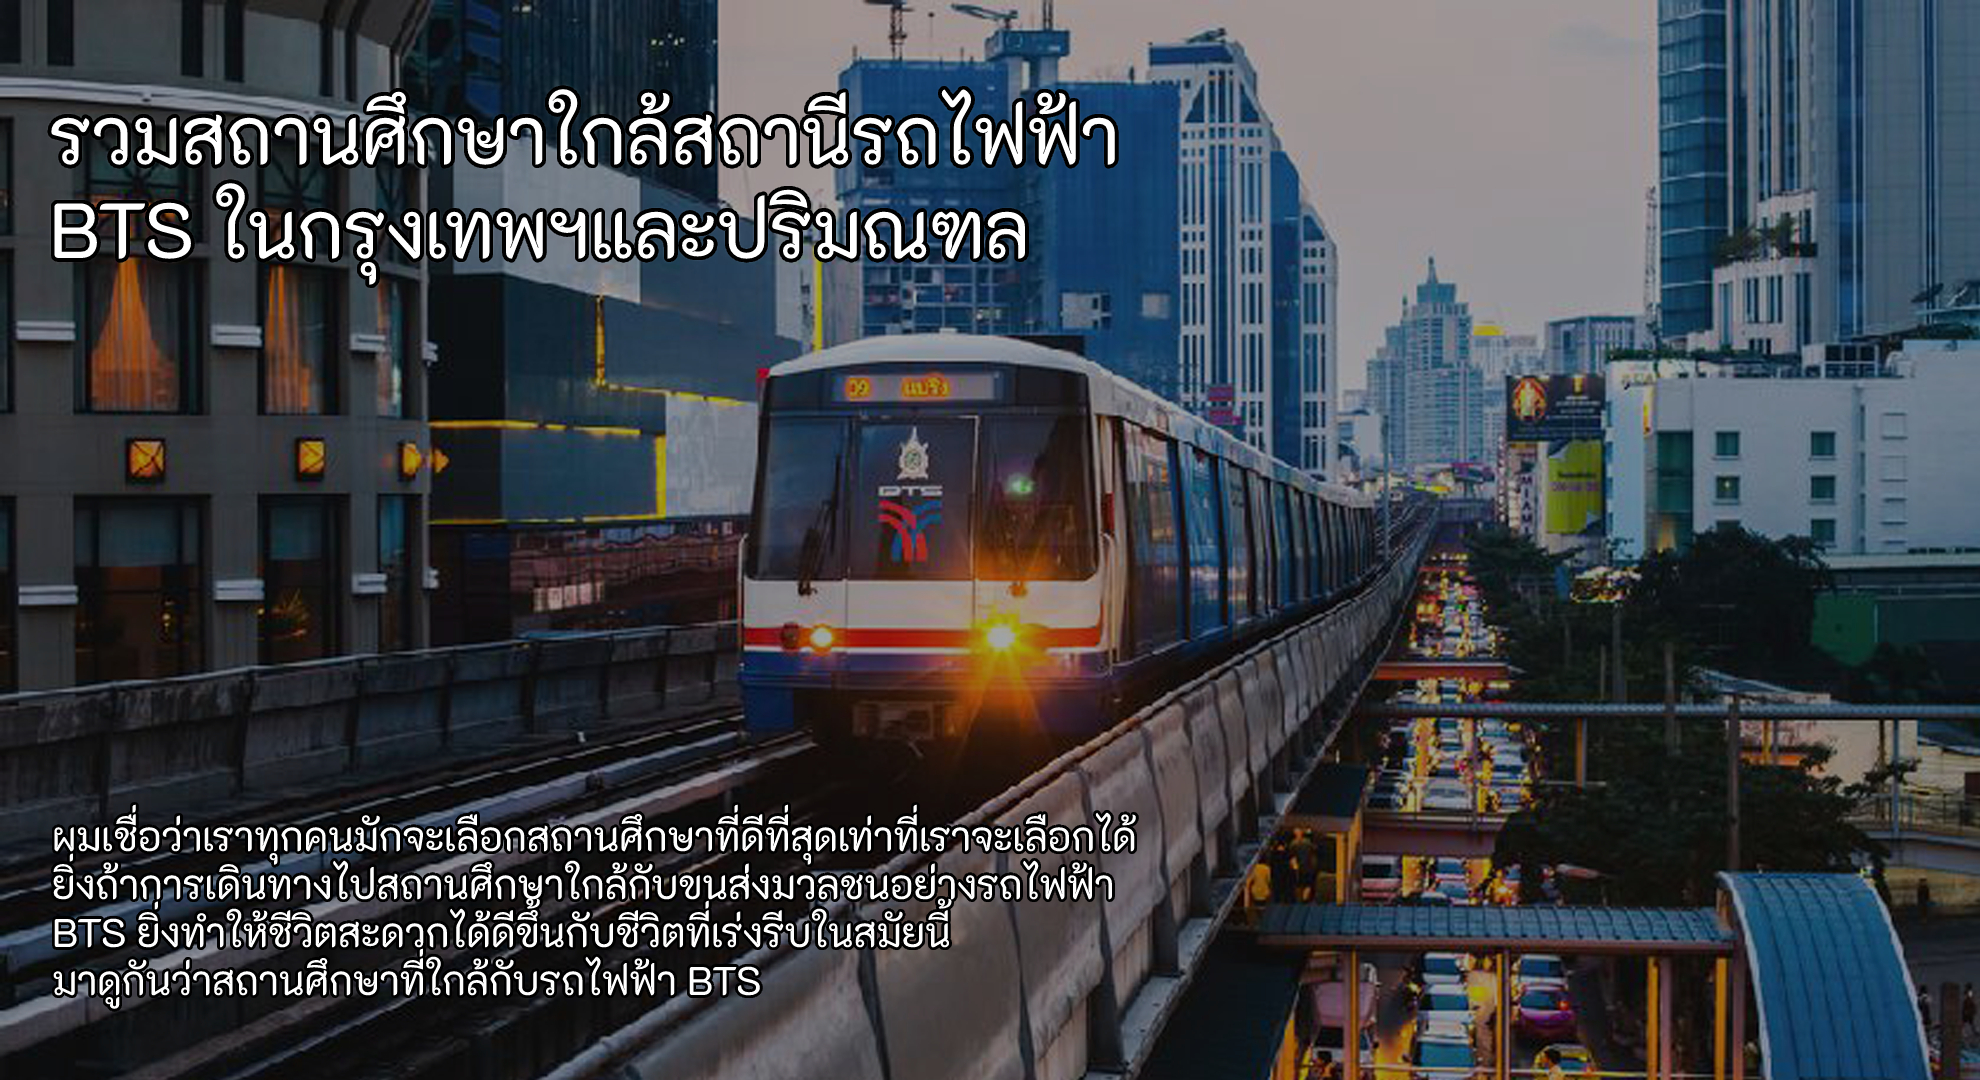 รวมสถานศึกษาใกล้สถานีรถไฟฟ้า
BTS ในกรุงเทพฯและปริมณฑล
09 แบริ่ง
BTS
ผมเชื่อว่าเราทุกคนมักจะเลือกสถานศึกษาที่ดีที่สุดเท่าที่เราจะเลือกได้
ยิ่งถ้าการเดินทางไปสถานศึกษาใกล้กับขนส่งมวลชนอย่างรถไฟฟ้า
BTS ยิ่งทำให้ชีวิตสะดวกได้ดีขึ้นกับชีวิตที่เร่งรีบในสมัยนี้
มาดูกันว่าสถานศึกษาที่ใกล้กับรถไฟฟ้า BTS